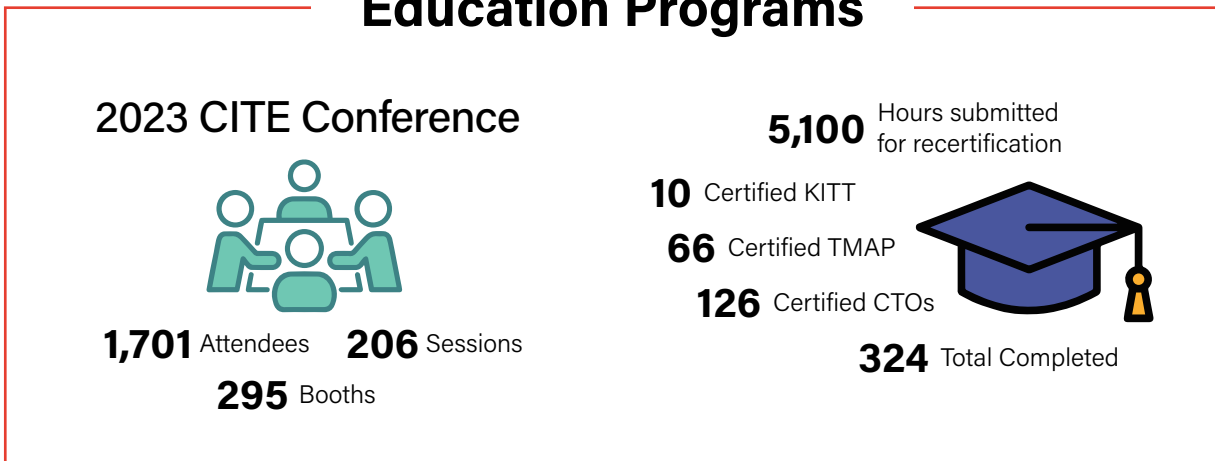 Education Programs
2023 CITE Conference
1,701 Attendees
206 Sessions
295 Booths
5,100 Hours submitted
for recertification
10 Certified KITT
66 Certified TMAP
126 Certified CTOs
324 Total Completed